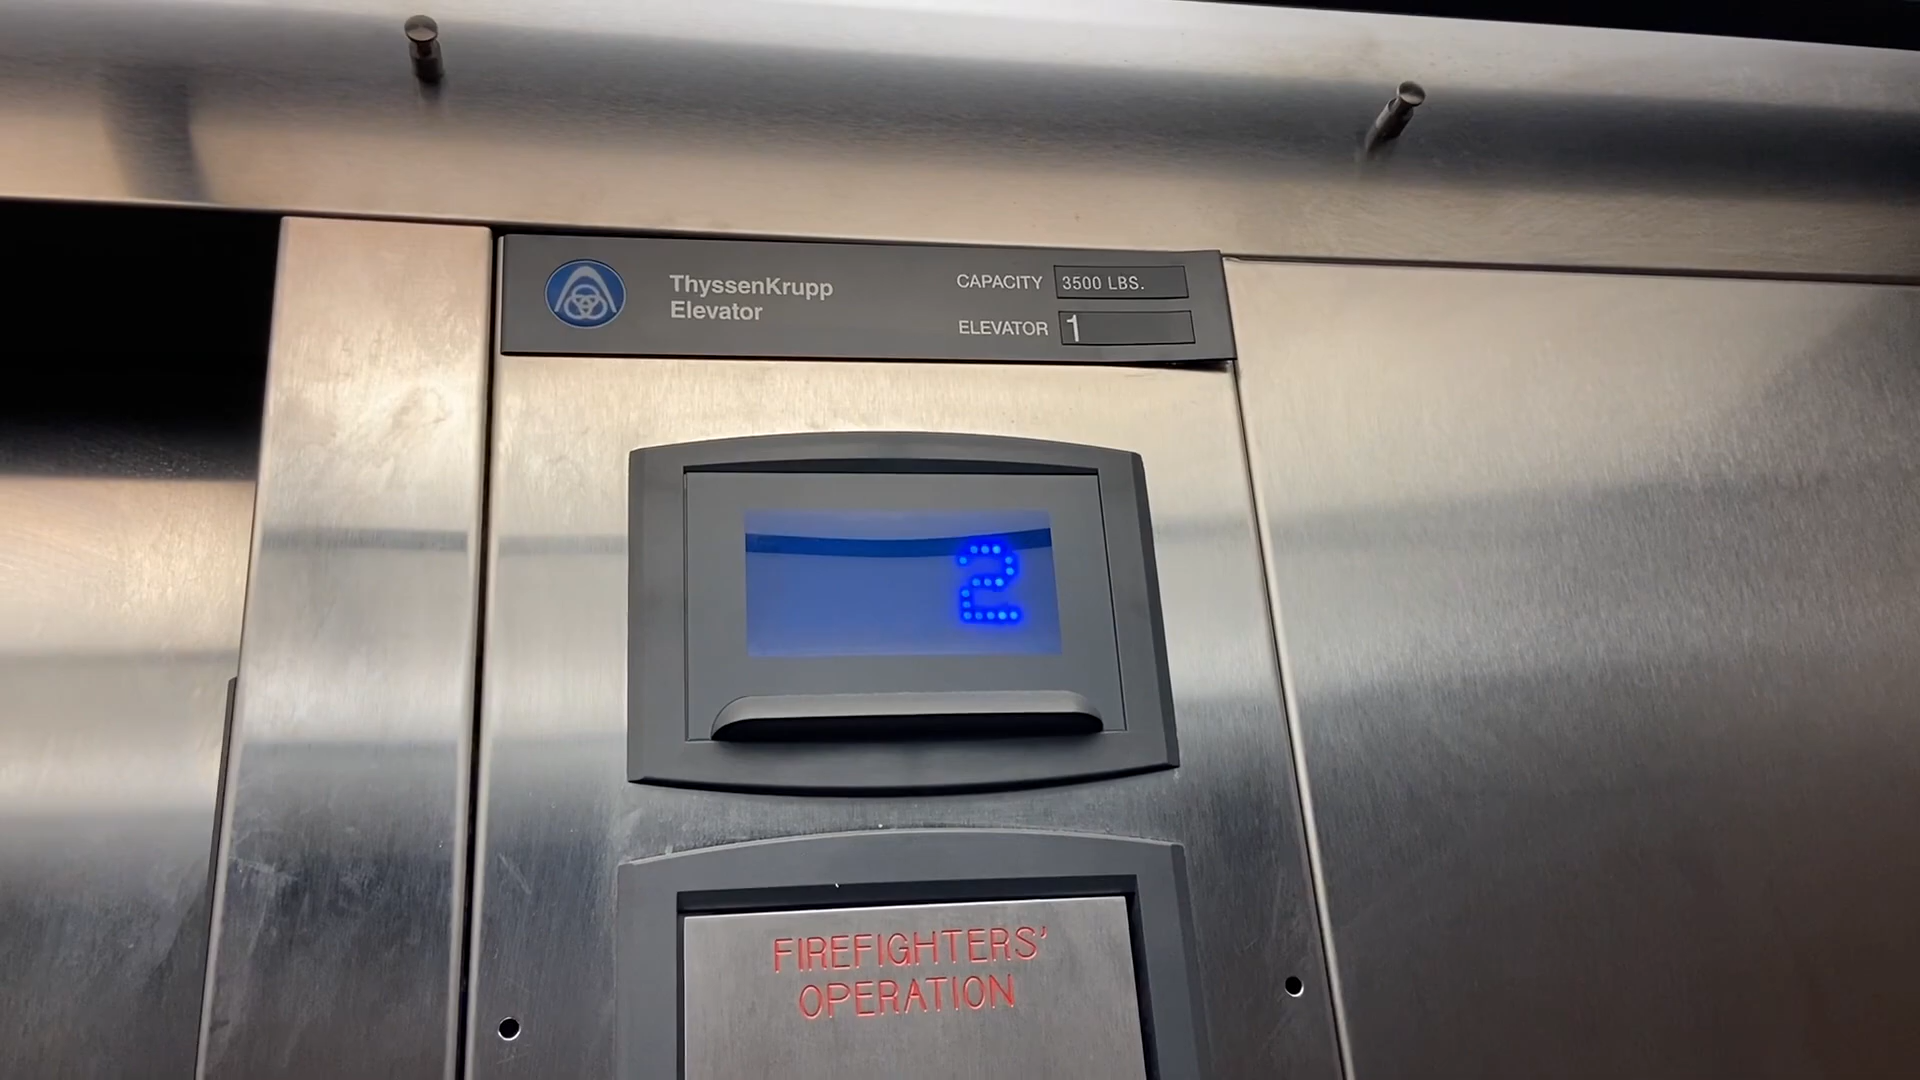 ThyssenKrupp
Elevator
CAPACITY 3500 LBS.
ELEVATOR 1
2
FIREFIGHTERS'
OPERATION